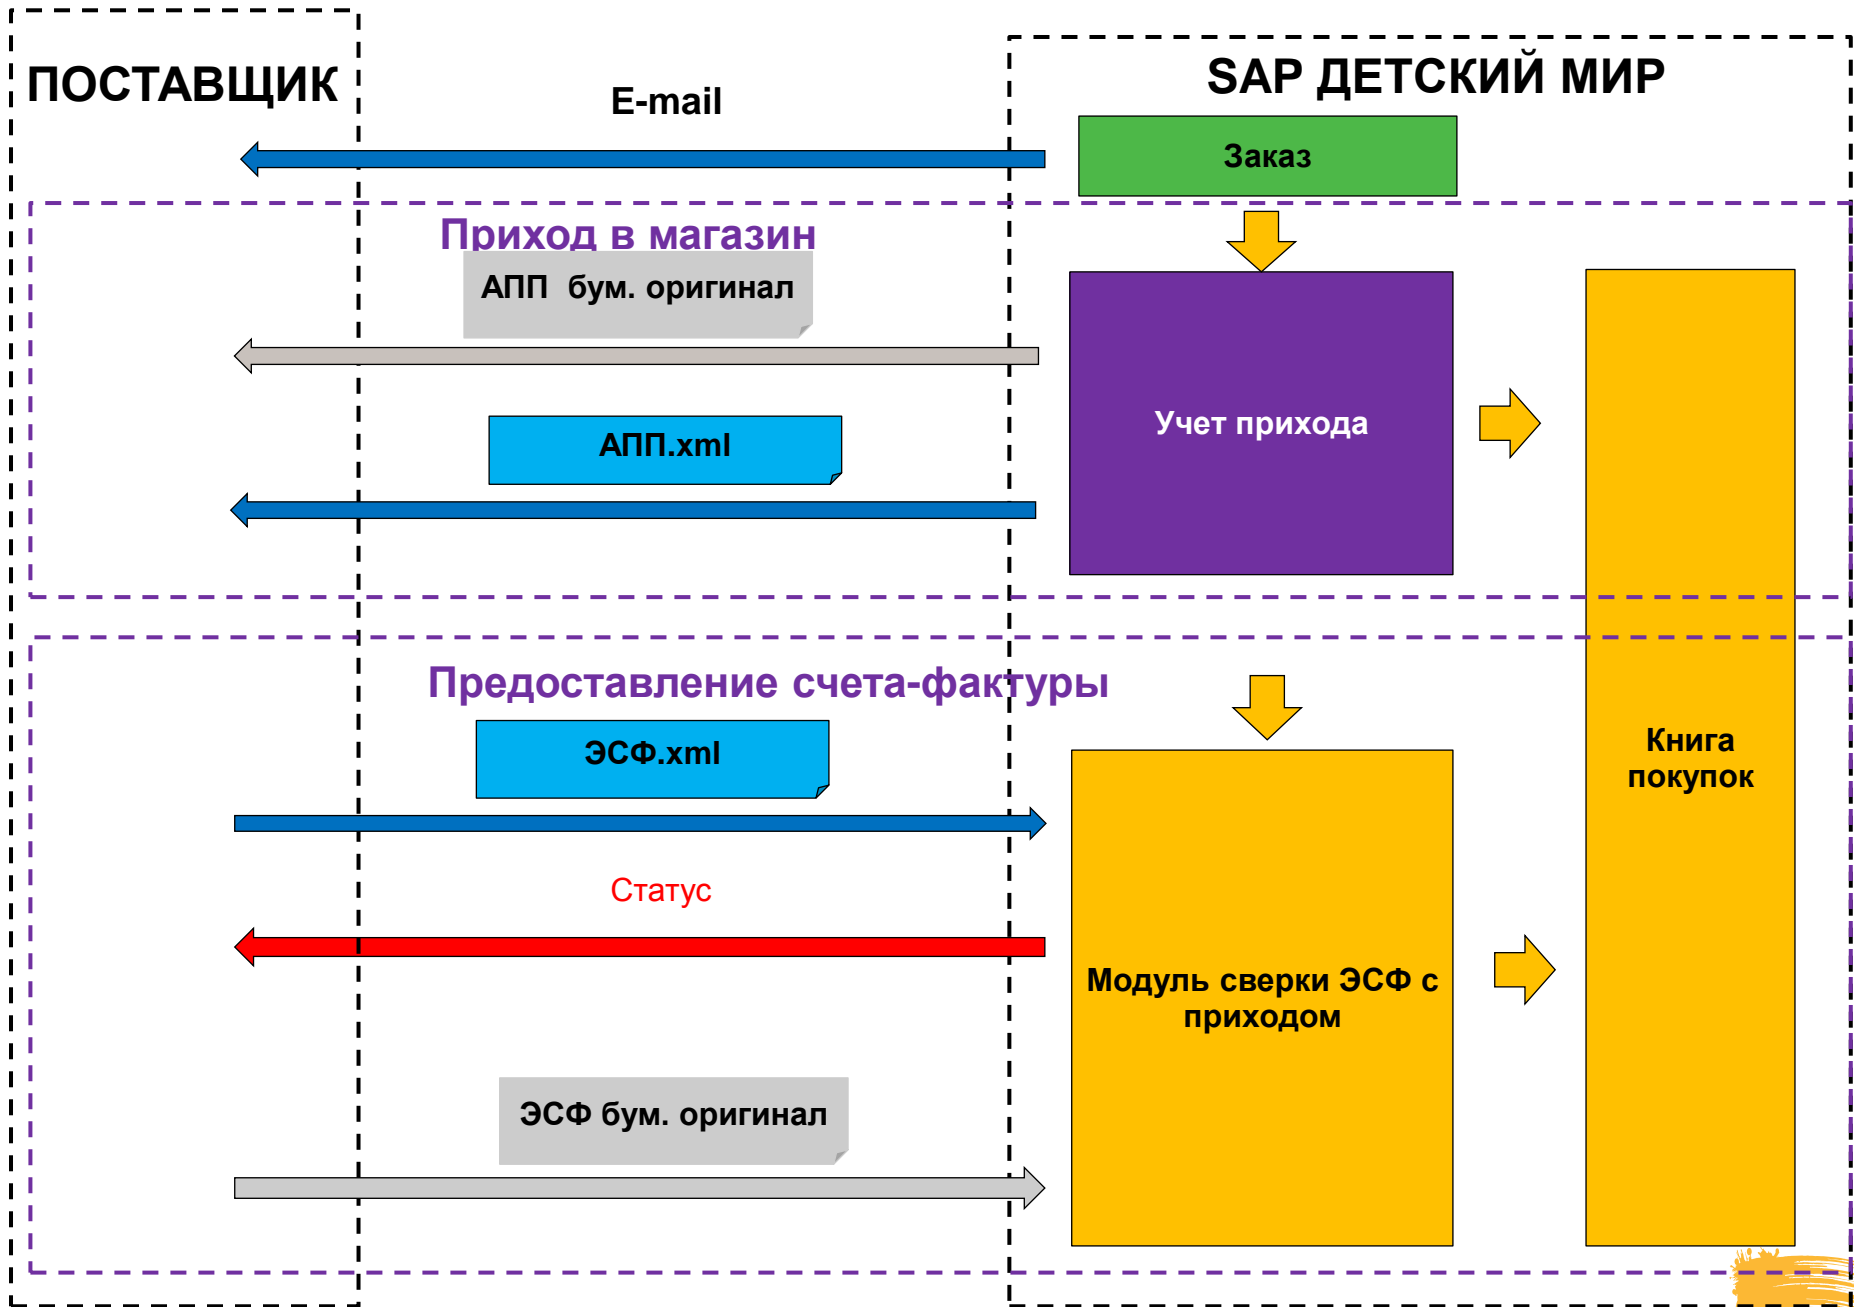 ПОСТАВЩИК
E-mail
SAP ДЕТСКИЙ МИР
Заказ
Приход в магазин
АПП бум. оригинал
АПП.xml
Учет прихода
Предоставление счета-фактуры
ЭСФ.xml
Статус
Модуль сверки ЭСФ с
приходом
ЭСФ бум. оригинал
Книга
покупок